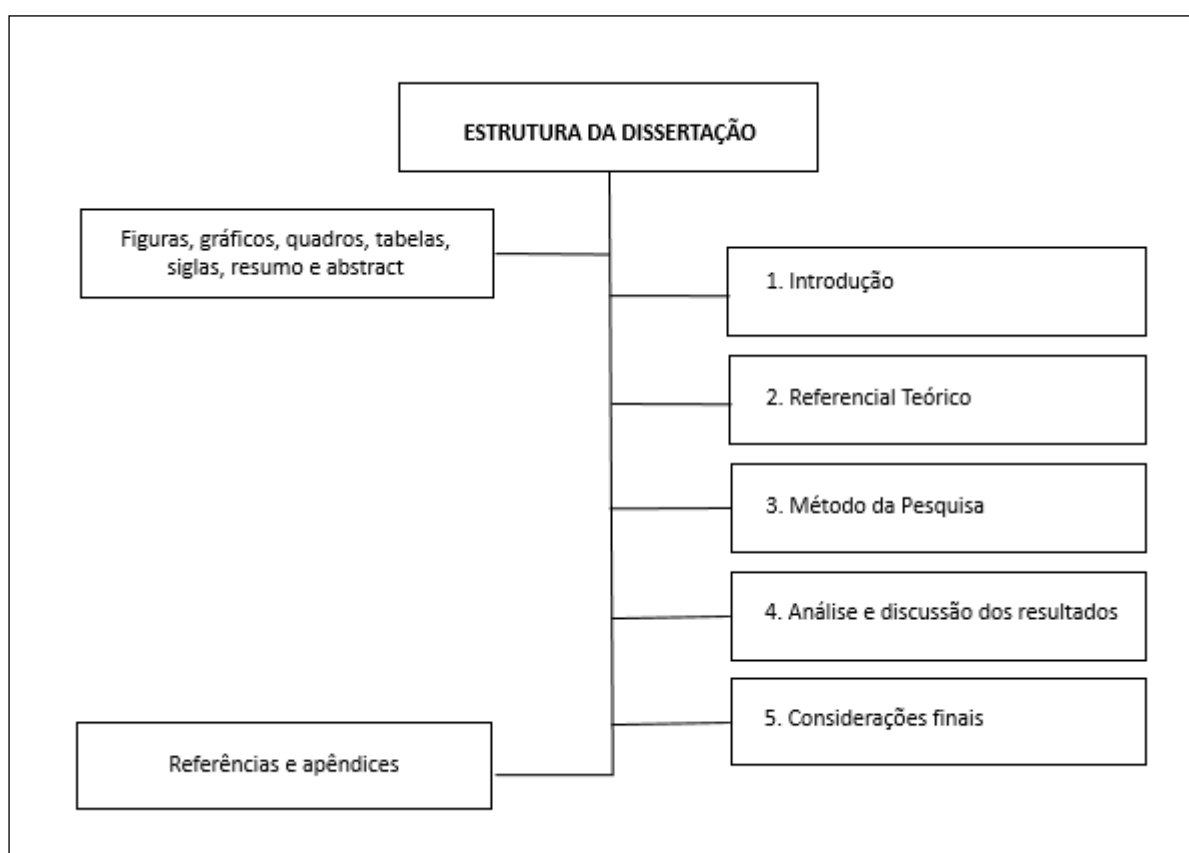 ESTRUTURA DA DISSERTAÇÃO
Figuras, gráficos, quadros, tabelas,
siglas, resumo e abstract
1. Introdução
2. Referencial Teórico
3. Método da Pesquisa
4. Análise e discussão dos resultados
5. Considerações finais
Referências e apêndices